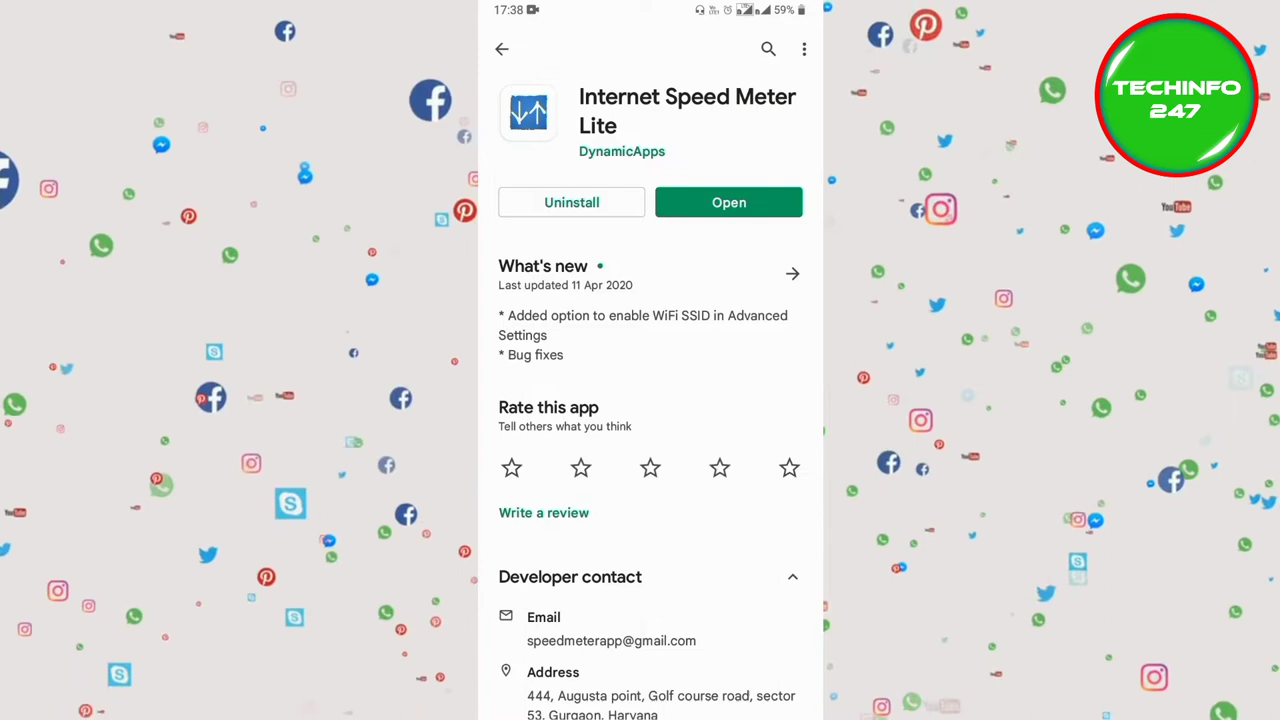 17:38
59%
TECHINFO
247
Internet Speed Meter
Lite
DynamicApps
Uninstall
Open
What's new
Last updated 11 Apr 2020
* Added option to enable WiFi SSID in Advanced
Settings
* Bug fixes
Rate this app
Tell others what you think
Write a review
Developer contact
Email
speedmeterapp@gmail.com
Address
444, Augusta point, Golf course road, sector
53, Gurgaon, Haryana
YouTube